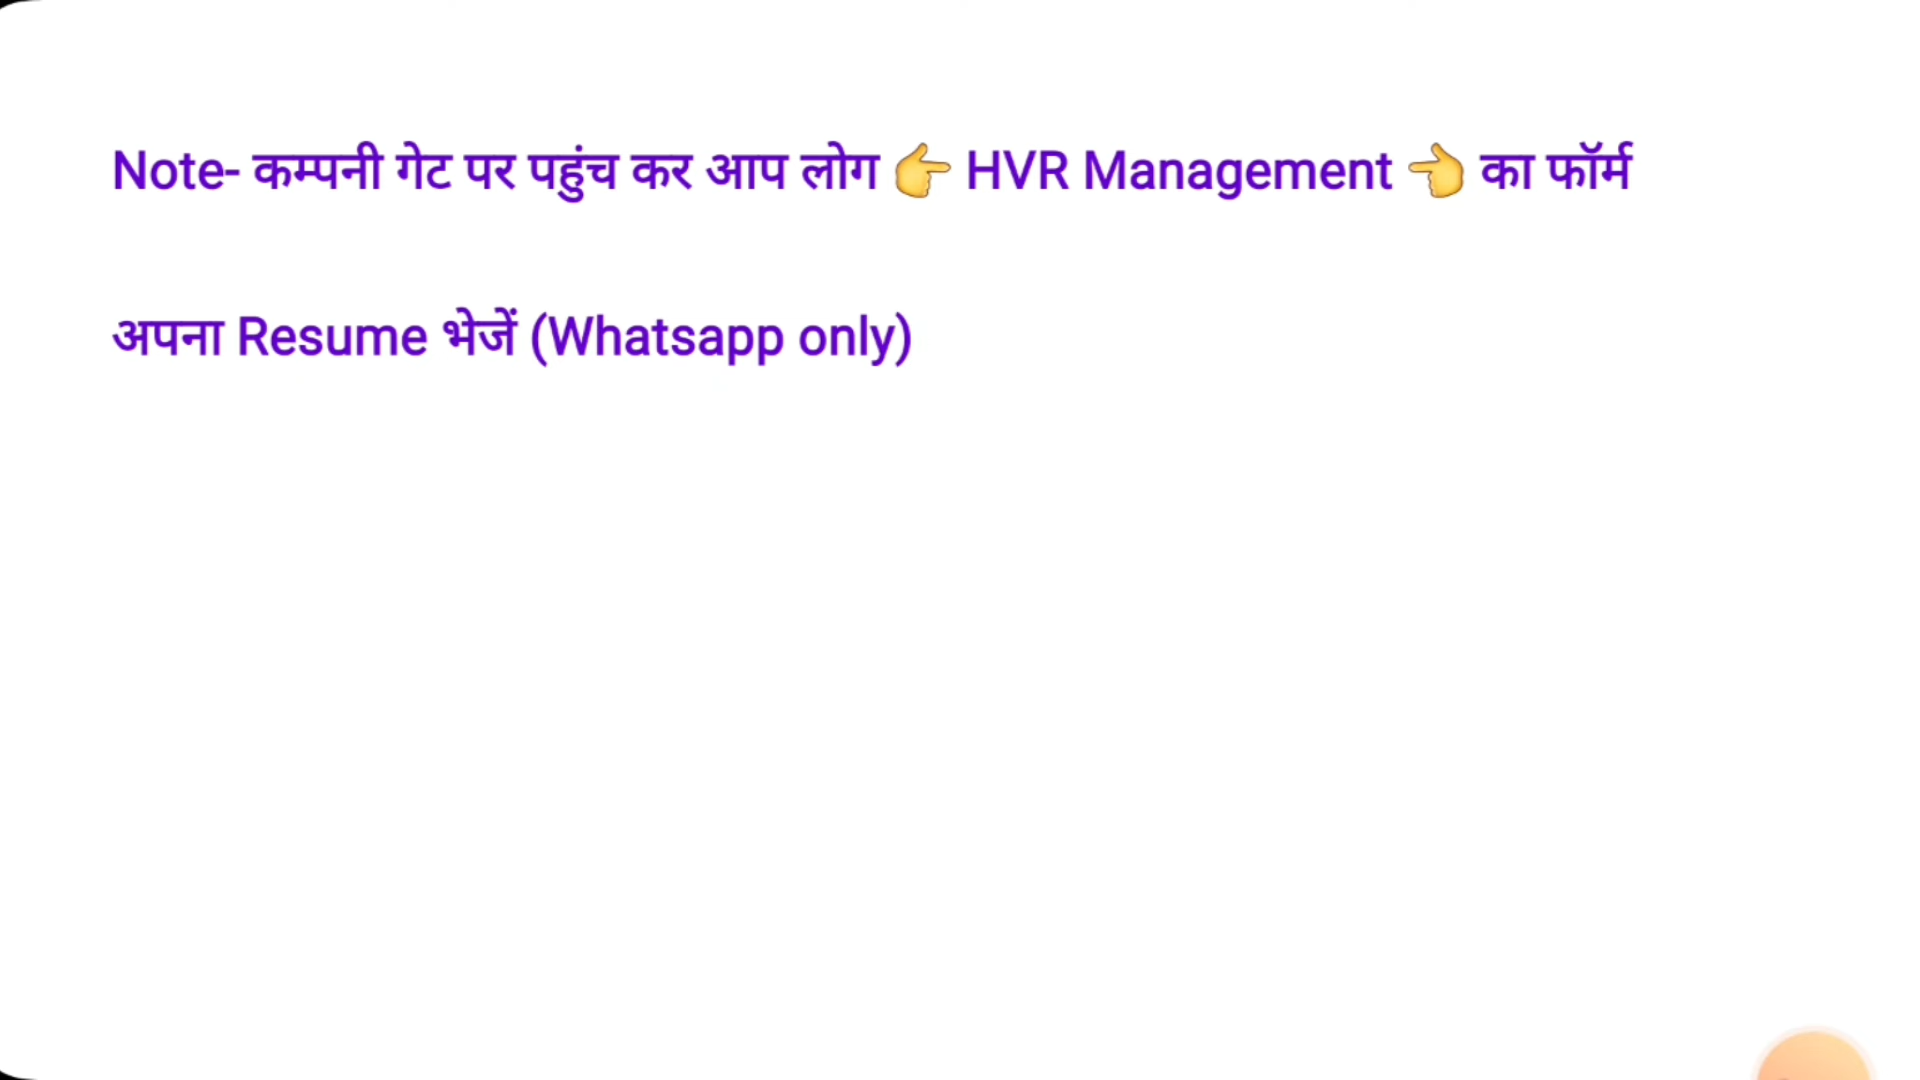 Note- कम्पनी गेट पर पहुंच कर आप लोग 👉 HVR Management 👈 का फॉर्म
अपना Resume भेजें (Whatsapp only)